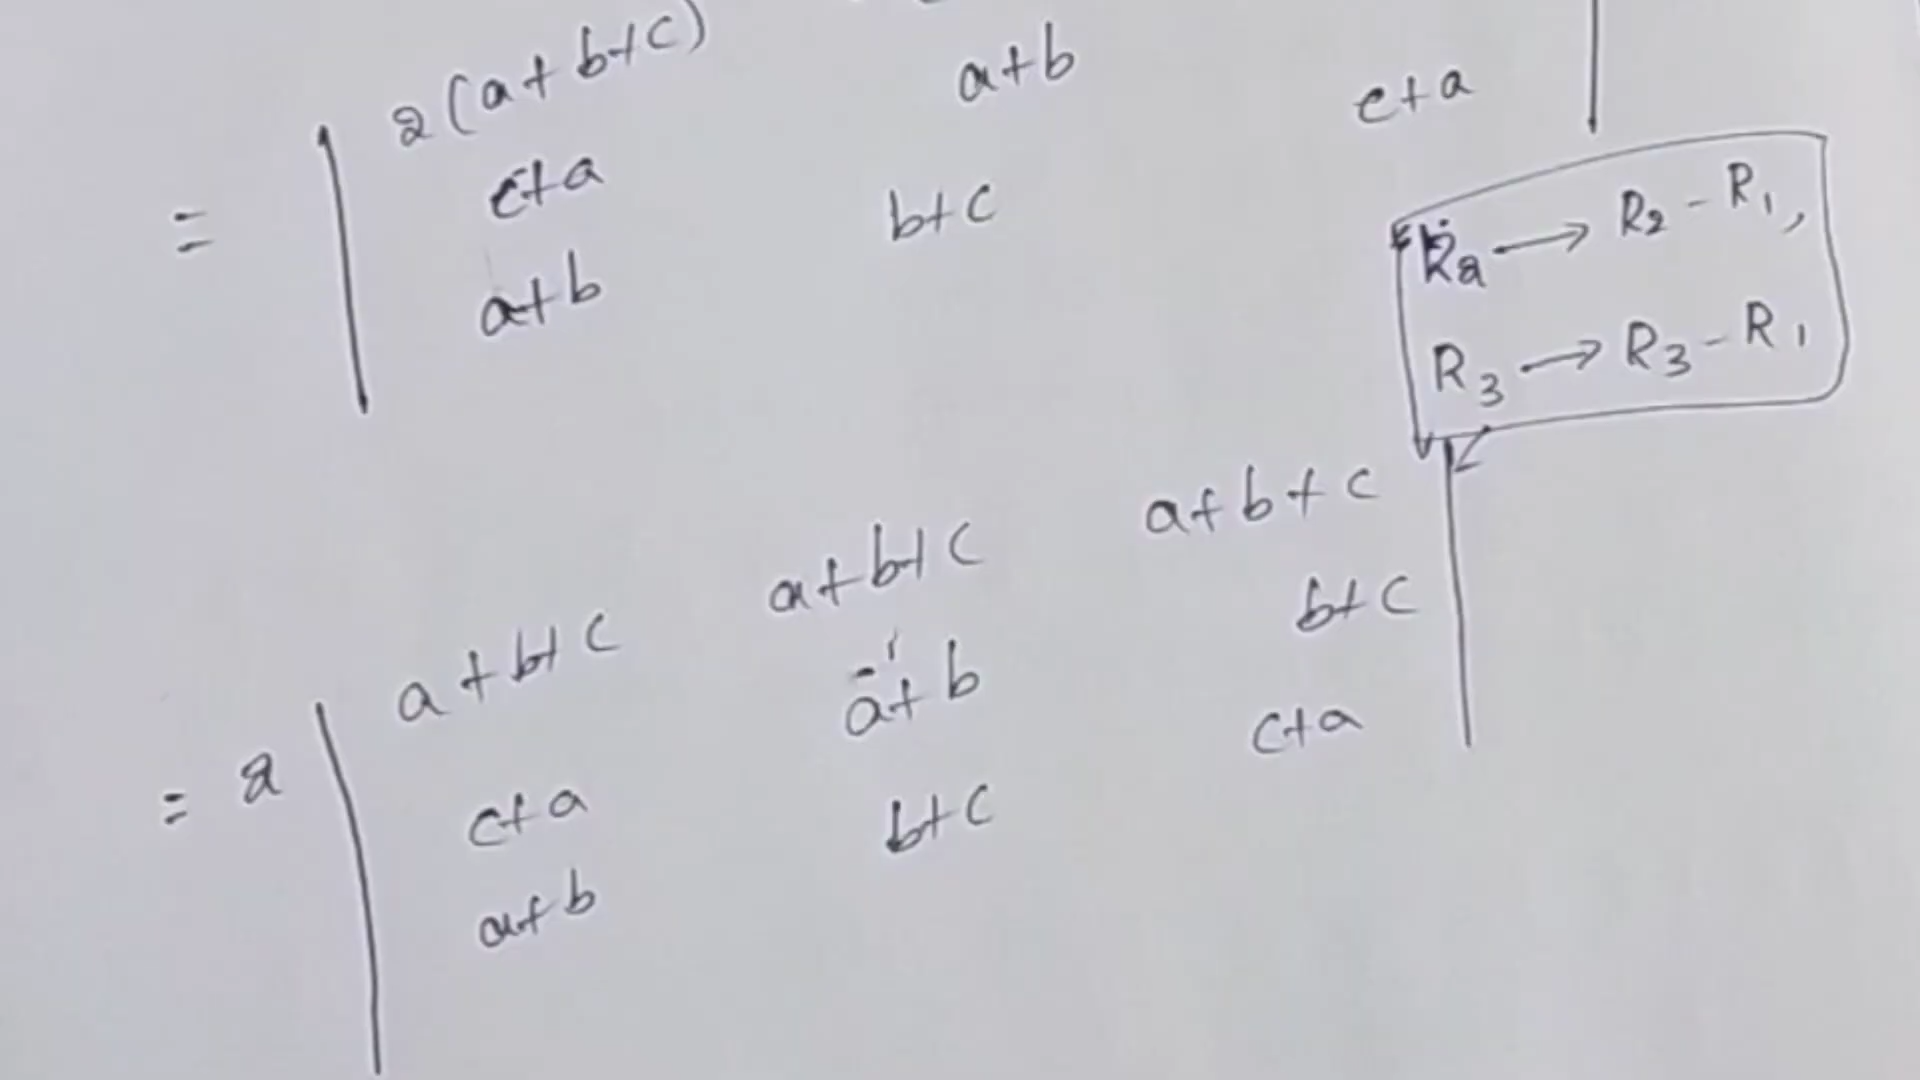 2(a+b+c)
= | c+a a+b c+a |
a+b b+c
R2 → R2 - R1,
R3 → R3 - R1
a+b+c a+b+c a+b+c
= 2 | c+a a+b b+c |
a+b b+c c+a